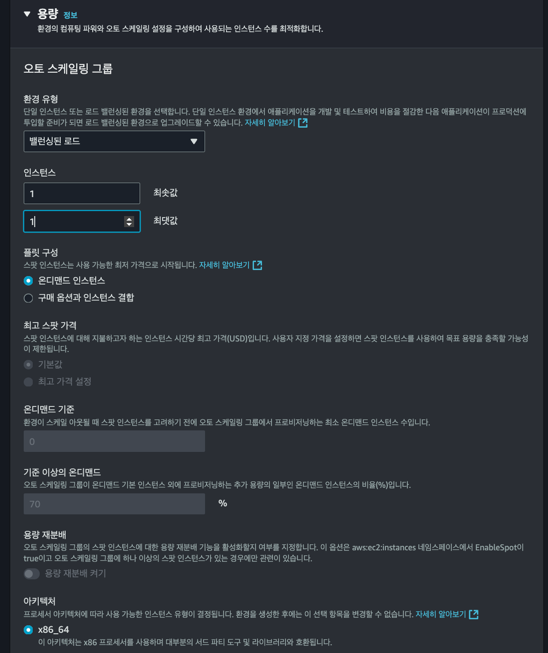 용량 정보
환경의 컴퓨팅 파워와 오토 스케일링 설정을 구성하여 사용되는 인스턴스 수를 최적화합니다.
오토 스케일링 그룹
환경 유형
단일 인스턴스 또는 로드 밸런싱된 환경을 선택합니다. 단일 인스턴스 환경에서 애플리케이션을 개발 및 테스트하여 비용을 절감한 다음 애플리케이션이 프로덕션에
투입할 준비가 되면 로드 밸런싱된 환경으로 업그레이드할 수 있습니다. 자세히 알아보기
밸런싱된 로드
인스턴스
1 최솟값
1 최댓값
플릿 구성
스팟 인스턴스는 사용 가능한 최저 가격으로 시작됩니다. 자세히 알아보기
온디맨드 인스턴스
구매 옵션과 인스턴스 결합
최고 스팟 가격
스팟 인스턴스에 대해 지불하고자 하는 인스턴스 시간당 최고 가격(USD)입니다. 사용자 지정 가격을 설정하면 스팟 인스턴스를 사용하여 목표 용량을 충족할 가능성
이 제한됩니다.
기본값
최고 가격 설정
온디맨드 기준
환경이 스케일 아웃될 때 스팟 인스턴스를 고려하기 전에 오토 스케일링 그룹에서 프로비저닝하는 최소 온디맨드 인스턴스 수입니다.
0
기준 이상의 온디맨드
오토 스케일링 그룹이 온디맨드 기본 인스턴스 외에 프로비저닝하는 추가 용량의 일부인 온디맨드 인스턴스의 비율(%)입니다.
70 %
용량 재분배
오토 스케일링 그룹의 스팟 인스턴스에 대한 용량 재분배 기능을 활성화할지 여부를 지정합니다. 이 옵션은 aws:ec2:instances 네임스페이스에서 EnableSpot이
true이고 오토 스케일링 그룹에 하나 이상의 스팟 인스턴스가 있는 경우에만 관련이 있습니다.
용량 재분배 켜기
아키텍처
프로세서 아키텍처에 따라 사용 가능한 인스턴스 유형이 결정됩니다. 환경을 생성한 후에는 이 선택 항목을 변경할 수 없습니다. 자세히 알아보기
x86_64
이 아키텍처는 x86 프로세서를 사용하며 대부분의 서드 파티 도구 및 라이브러리와 호환됩니다.